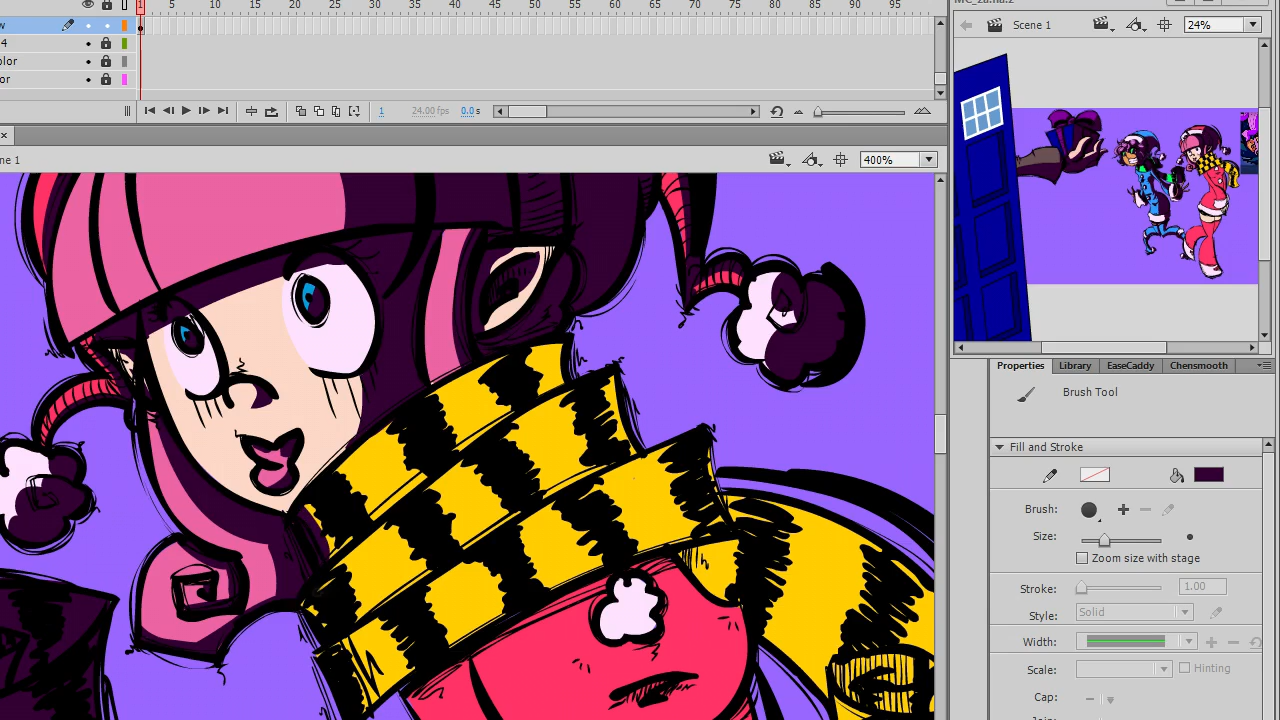 1 5 10 15 20 25 30 35 40 45 50 55 60 65 70 75 80 85 90 95
w
4
olor
or
Scene 1
24%
1 24.00 fps 0.0 s
ne 1
400%
Properties Library EaseCaddy Chensmooth
Brush Tool
Fill and Stroke
Brush:
Size:
Zoom size with stage
Stroke: 1.00
Style: Solid
Width:
Scale: Hinting
Cap: